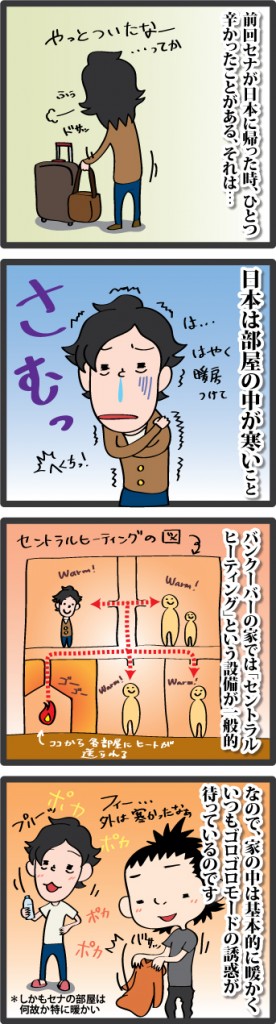 前回セナが日本に帰った時、ひとつ
辛かったことがある、それは…
やっとついたなー
…ってか
ふぅ
ドサッ
日本は部屋の中が寒いこと
さむっ
は…
はやく
暖房
つけて
へくちっ!
バンクーバーの家では「セントラル
ヒーティング」という設備が一般的
セントラルヒーティングの図
Warm!
Warm!
Warm!
Warm!
ゴーゴー
ココから各部屋にヒートが
送られる
なので、家の中は基本的に暖かく
いつもゴロゴロモードの誘惑が
待っているのです
フィー…
外は寒かったなぁ
ポカ
ポカ
ポカ
ポカ
プハーッ
バサッ
*しかもセナの部屋は
何故か特に暖かい